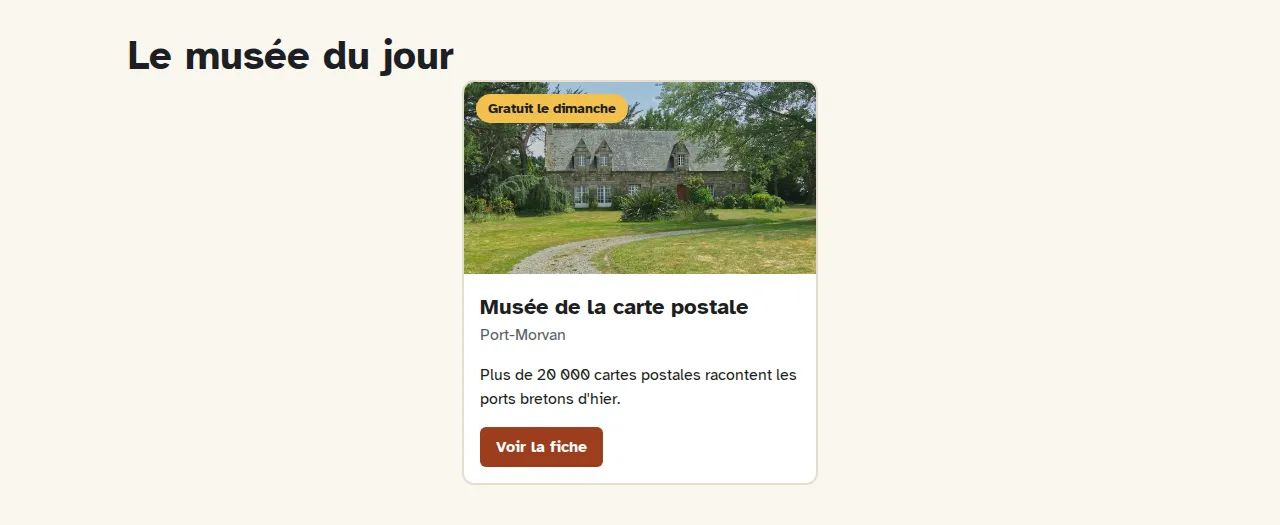 Le musée du jour
Gratuit le dimanche
Musée de la carte postale
Port-Morvan
Plus de 20 000 cartes postales racontent les
ports bretons d'hier.
Voir la fiche